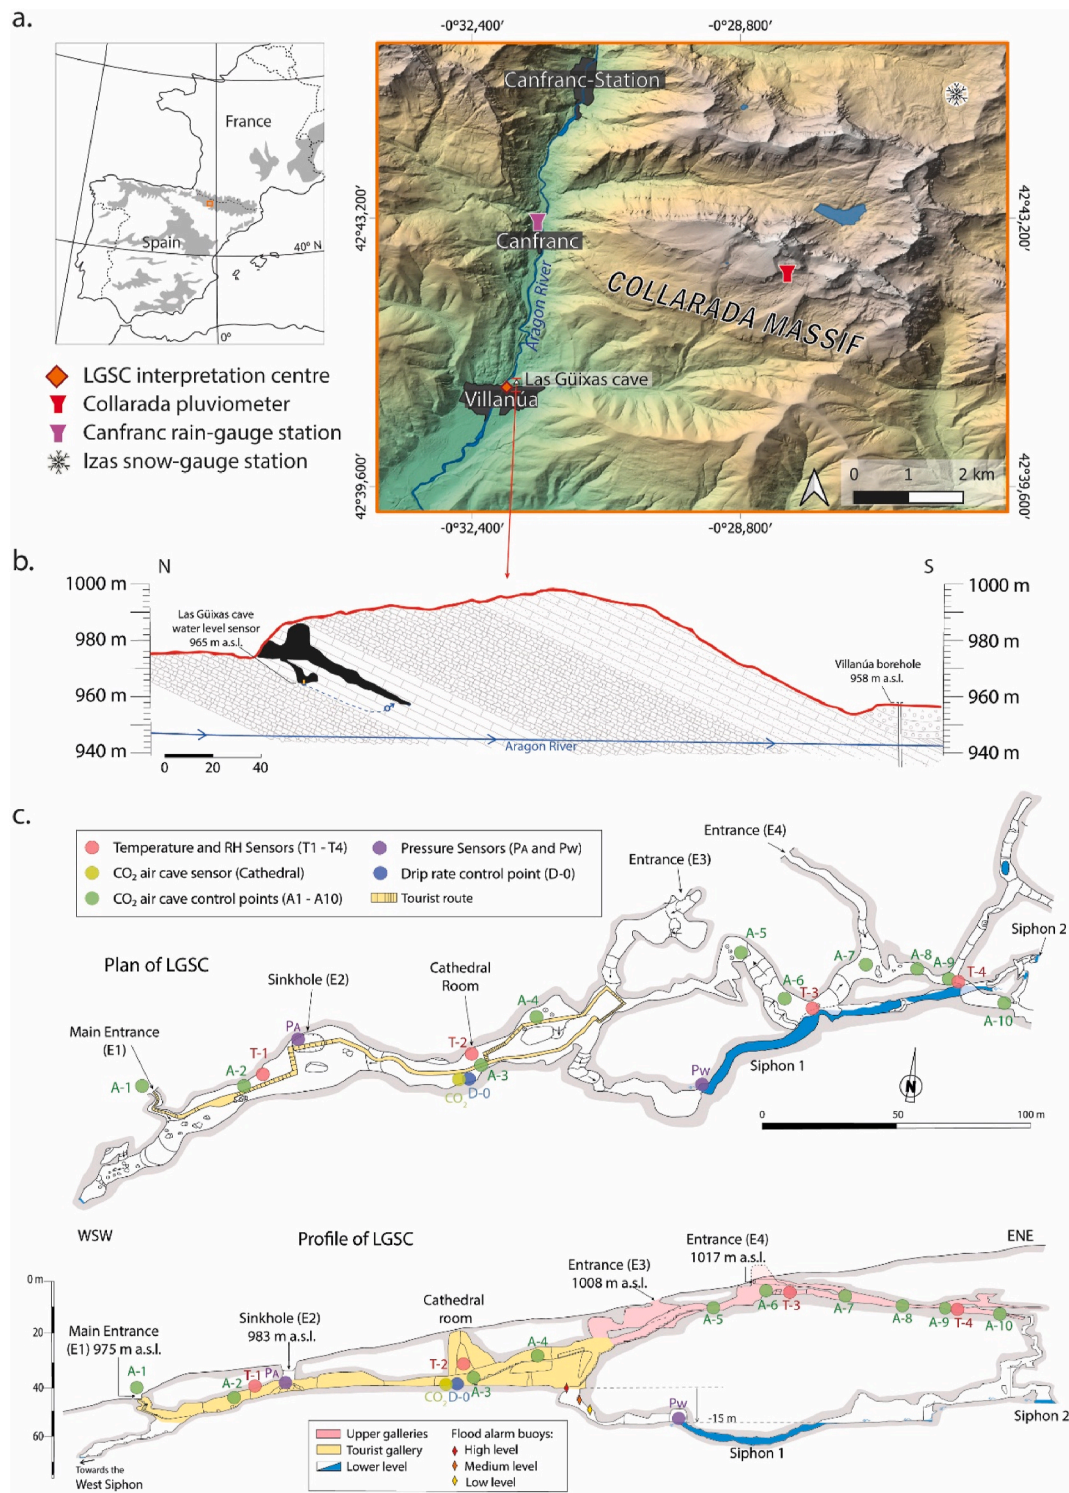 a.
-0°32,400′
-0°28,800′
France
Spain
40° N
0°
Canfranc-Station
Canfranc
Aragon River
COLLARADA MASSIF
Las Güixas cave
Villanúa
42°43,200′
42°43,200′
42°39,600′
42°39,600′
0 1 2 km
-0°32,400′
-0°28,800′
LGSC interpretation centre
Collarada pluviometer
Canfranc rain-gauge station
Izas snow-gauge station
b.
N
S
1000 m
980 m
960 m
940 m
Las Güixas cave
water level sensor
965 m a.s.l.
Villanúa borehole
958 m a.s.l.
1000 m
980 m
960 m
940 m
Aragon River
0 20 40
c.
Temperature and RH Sensors (T1 - T4)
CO₂ air cave sensor (Cathedral)
CO₂ air cave control points (A1 - A10)
Pressure Sensors (PA and Pw)
Drip rate control point (D-0)
Tourist route
Entrance (E4)
Entrance (E3)
Siphon 2
Plan of LGSC
Sinkhole (E2)
Cathedral
Room
Main Entrance
(E1)
A-1
A-2
T-1
PA
T-2
CO₂
D-0
A-3
A-4
A-5
A-6
T-3
A-7
A-8
A-9
T-4
A-10
Pw
Siphon 1
N
0 50 100 m
WSW
Profile of LGSC
ENE
Entrance (E4)
1017 m a.s.l.
Entrance (E3)
1008 m a.s.l.
Cathedral
room
Sinkhole (E2)
983 m a.s.l.
Main Entrance
(E1) 975 m a.s.l.
0 m
20
40
60
A-1
A-2
T-1
PA
T-2
CO₂
D-0
A-3
A-4
A-5
A-6
T-3
A-7
A-8
A-9
T-4
A-10
Pw
-15 m
Siphon 1
Siphon 2
Towards the
West Siphon
Upper galleries
Tourist gallery
Lower level
Flood alarm buoys:
High level
Medium level
Low level